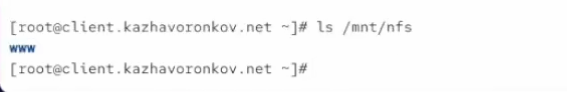 [root@client.kazhavoronkov.net ~]# ls /mnt/nfs
www
[root@client.kazhavoronkov.net ~]#